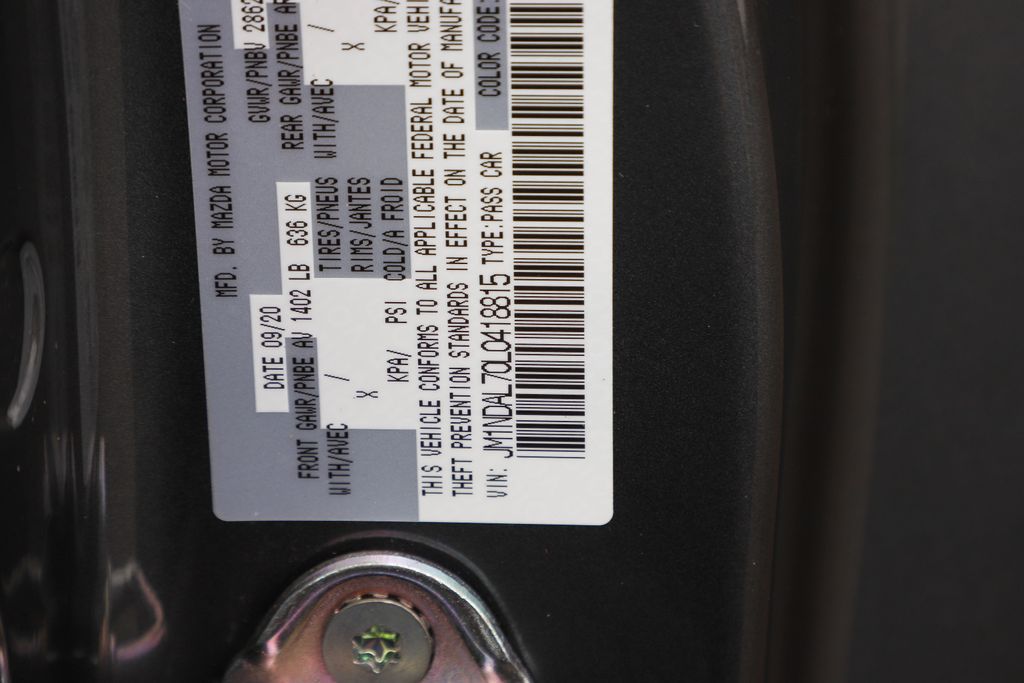 MFD. BY MAZDA MOTOR CORPORATION
DATE 09/20
GVWR/PNBV 2862
FRONT GAWR/PNBE AV 1402 LB 636 KG
REAR GAWR/PNBE AR
WITH/AVEC
TIRES/PNEUS
WITH/AVEC
/
/
X
RIMS/JANTES
X
KPA/ PSI COLD/A FROID
KPA/
THIS VEHICLE CONFORMS TO ALL APPLICABLE FEDERAL MOTOR VEHI
THEFT PREVENTION STANDARDS IN EFFECT ON THE DATE OF MANUFA
VIN: JM1NDAL70L0418815 TYPE:PASS CAR
COLOR CODE: